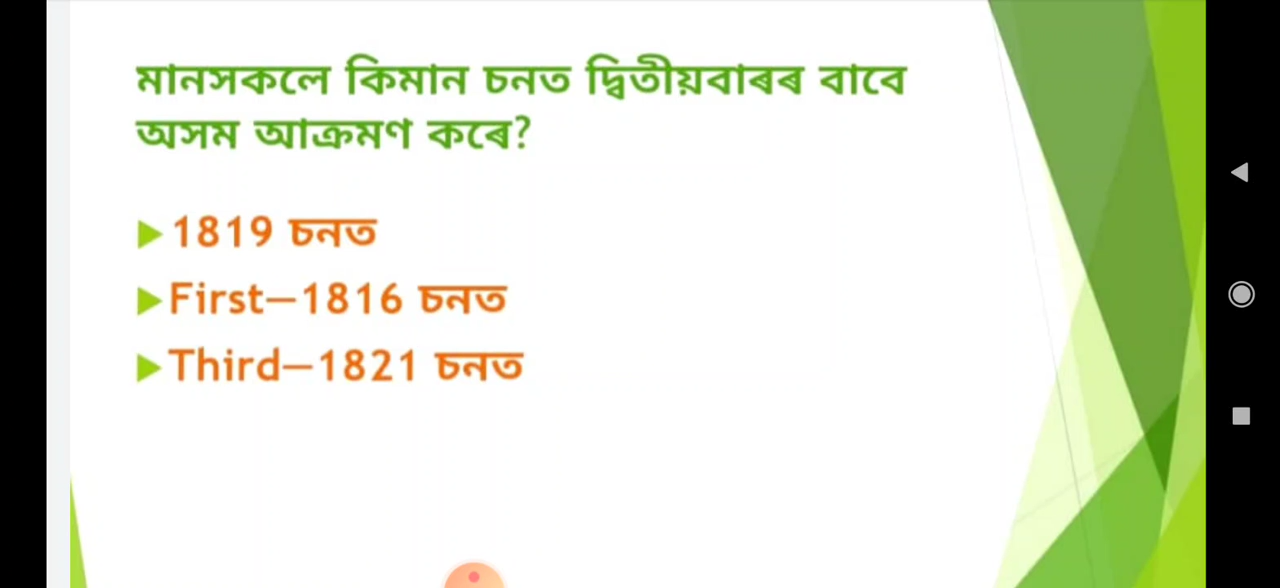 মানসকলে কিমান চনত দ্বিতীয়বাৰৰ বাবে
অসম আক্ৰমণ কৰে?
1819 চনত
First—1816 চনত
Third—1821 চনত